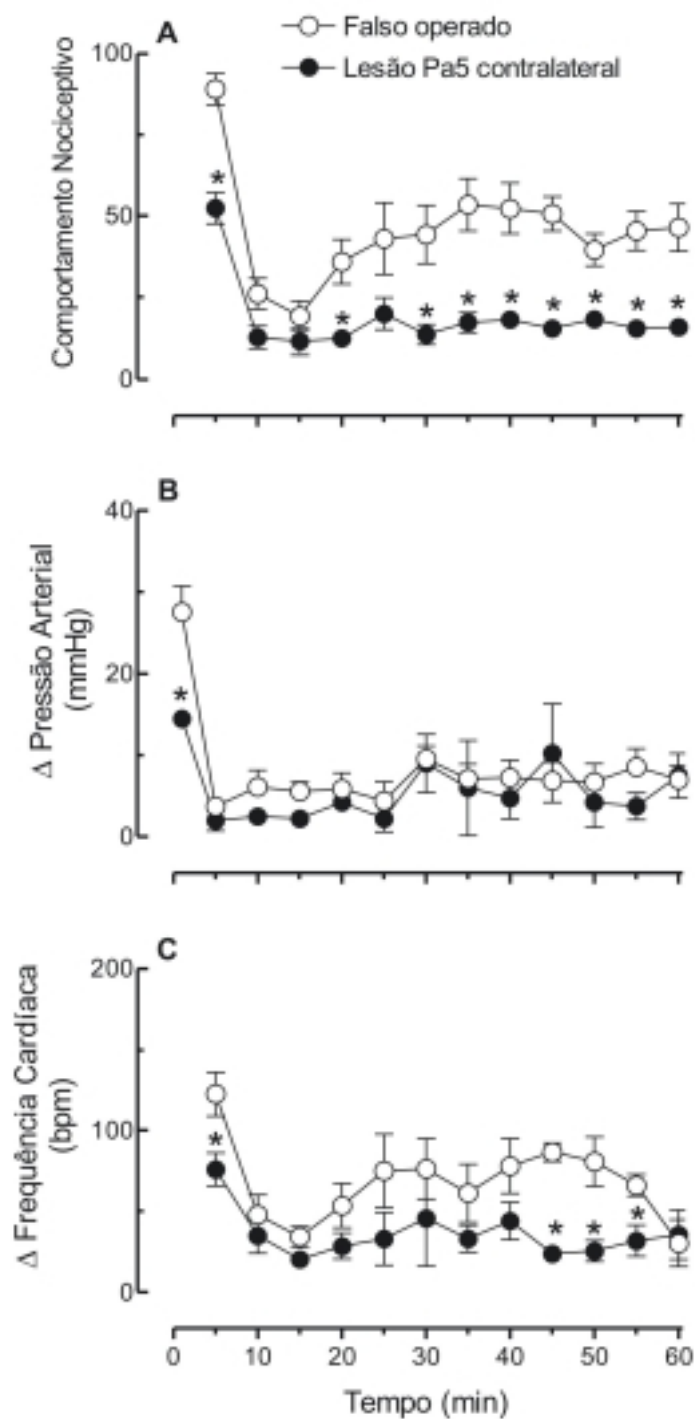 A
Falso operado
Lesão Pa5 contralateral
Comportamento Nociceptivo
100
50
0
*
*
*
*
*
*
*
*
*
B
Δ Pressão Arterial
(mmHg)
40
20
0
*
C
Δ Frequência Cardíaca
(bpm)
200
100
0
*
*
*
*
0
10
20
30
40
50
60
Tempo (min)